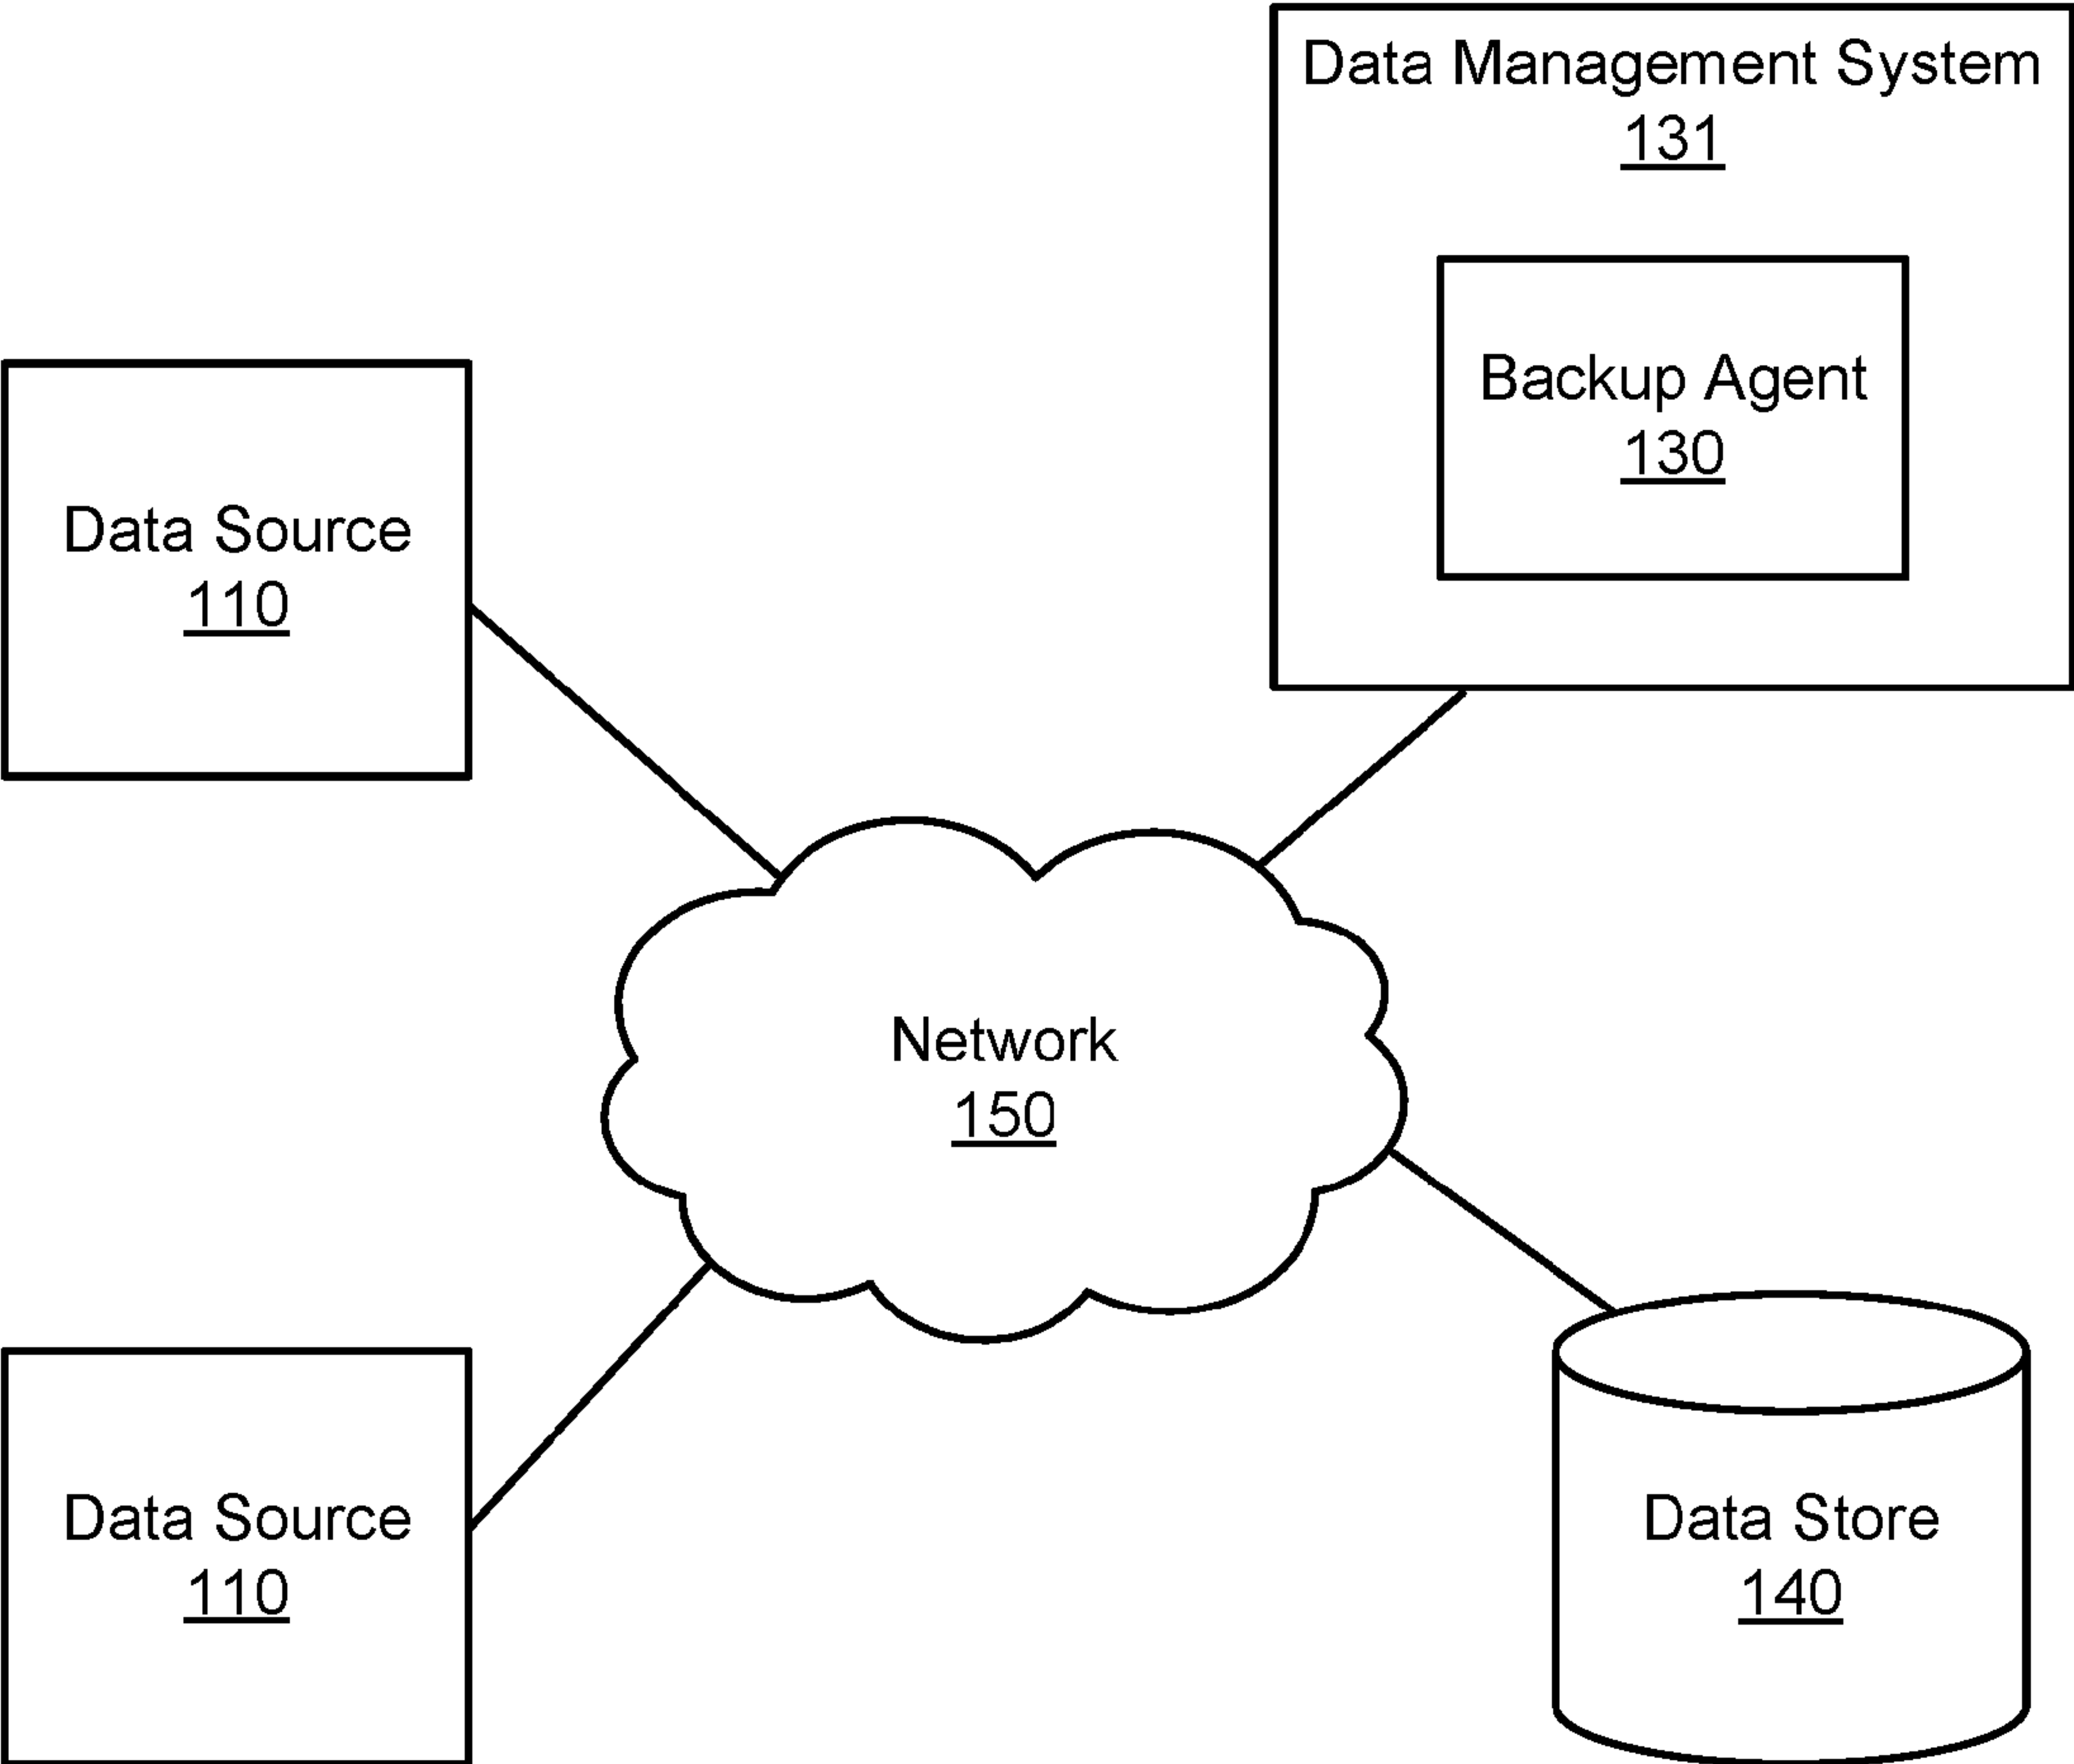 Data Management System
131
Backup Agent
130
Data Source
110
Network
150
Data Source
110
Data Store
140